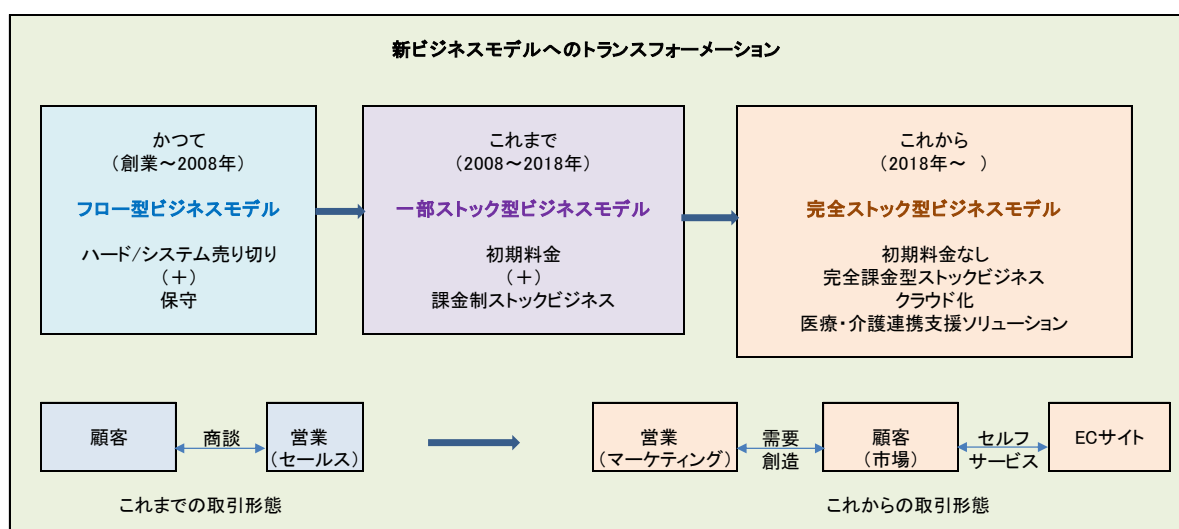 新ビジネスモデルへのトランスフォーメーション
かつて
(創業～2008年)
フロー型ビジネスモデル
ハード/システム売り切り
(＋)
保守
これまで
(2008～2018年)
一部ストック型ビジネスモデル
初期料金
(＋)
課金制ストックビジネス
これから
(2018年～ )
完全ストック型ビジネスモデル
初期料金なし
完全課金型ストックビジネス
クラウド化
医療・介護連携支援ソリューション
顧客
商談
営業
(セールス)
これまでの取引形態
営業
(マーケティング)
需要
創造
顧客
(市場)
セルフ
サービス
ECサイト
これからの取引形態